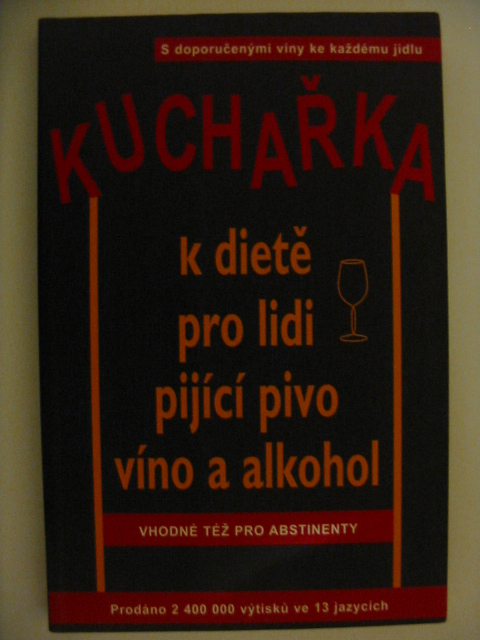 S doporučenými víny ke každému jídlu
KUCHAŘKA
k dietě
pro lidi
pijící pivo
víno a alkohol
VHODNÉ TÉŽ PRO ABSTINENTY
Prodáno 2 400 000 výtisků ve 13 jazycích